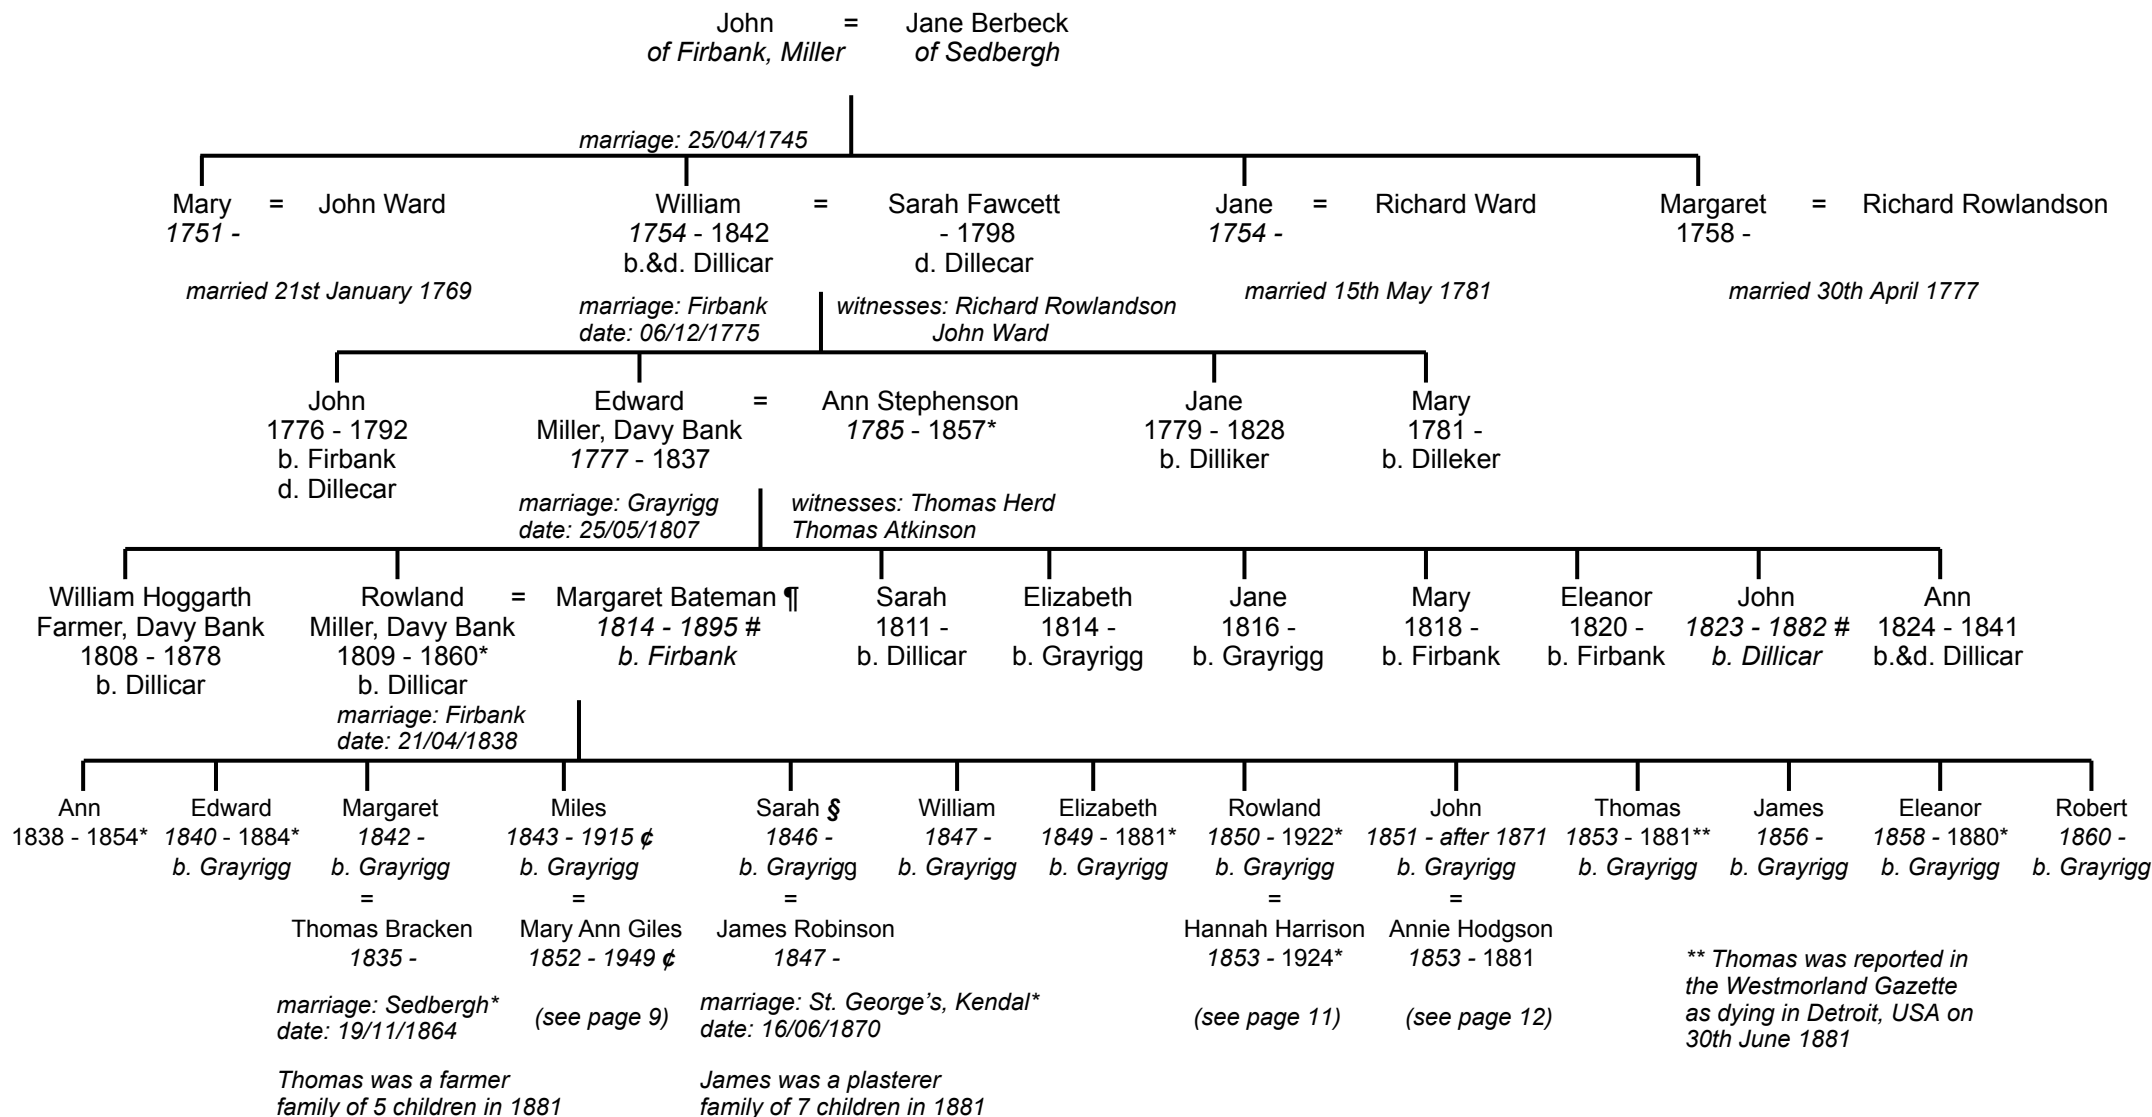 John = Jane Berbeck
of Firbank, Miller of Sedbergh
marriage: 25/04/1745
Mary = John Ward
1751 -
married 21st January 1769
William = Sarah Fawcett
1754 - 1842 - 1798
b.&d. Dillicar d. Dillecar
Jane = Richard Ward
1754 -
married 15th May 1781
Margaret = Richard Rowlandson
1758 -
married 30th April 1777
marriage: Firbank
date: 06/12/1775
witnesses: Richard Rowlandson
John Ward
John
1776 - 1792
b. Firbank
d. Dillecar
Edward = Ann Stephenson
Miller, Davy Bank 1785 - 1857*
1777 - 1837
Jane
1779 - 1828
b. Dilliker
Mary
1781 -
b. Dilleker
marriage: Grayrigg
date: 25/05/1807
witnesses: Thomas Herd
Thomas Atkinson
William Hoggarth
Farmer, Davy Bank
1808 - 1878
b. Dillicar
Rowland = Margaret Bateman ¶
Miller, Davy Bank 1814 - 1895 #
1809 - 1860* b. Firbank
b. Dillicar
Sarah
1811 -
b. Dillicar
Elizabeth
1814 -
b. Grayrigg
Jane
1816 -
b. Grayrigg
Mary
1818 -
b. Firbank
Eleanor
1820 -
b. Firbank
John
1823 - 1882 #
b. Dillicar
Ann
1824 - 1841
b.&d. Dillicar
marriage: Firbank
date: 21/04/1838
Ann
1838 - 1854*
Edward
1840 - 1884*
b. Grayrigg
Margaret
1842 -
b. Grayrigg
=
Thomas Bracken
1835 -
marriage: Sedbergh*
date: 19/11/1864
Thomas was a farmer
family of 5 children in 1881
Miles
1843 - 1915 ¢
b. Grayrigg
=
Mary Ann Giles
1852 - 1949 ¢
(see page 9)
Sarah §
1846 -
b. Grayrigg
=
James Robinson
1847 -
marriage: St. George’s, Kendal*
date: 16/06/1870
James was a plasterer
family of 7 children in 1881
William
1847 -
b. Grayrigg
Elizabeth
1849 - 1881*
b. Grayrigg
Rowland
1850 - 1922*
b. Grayrigg
=
Hannah Harrison
1853 - 1924*
(see page 11)
John
1851 - after 1871
b. Grayrigg
=
Annie Hodgson
1853 - 1881
(see page 12)
Thomas
1853 - 1881**
b. Grayrigg
James
1856 -
b. Grayrigg
Eleanor
1858 - 1880*
b. Grayrigg
Robert
1860 -
b. Grayrigg
** Thomas was reported in
the Westmorland Gazette
as dying in Detroit, USA on
30th June 1881